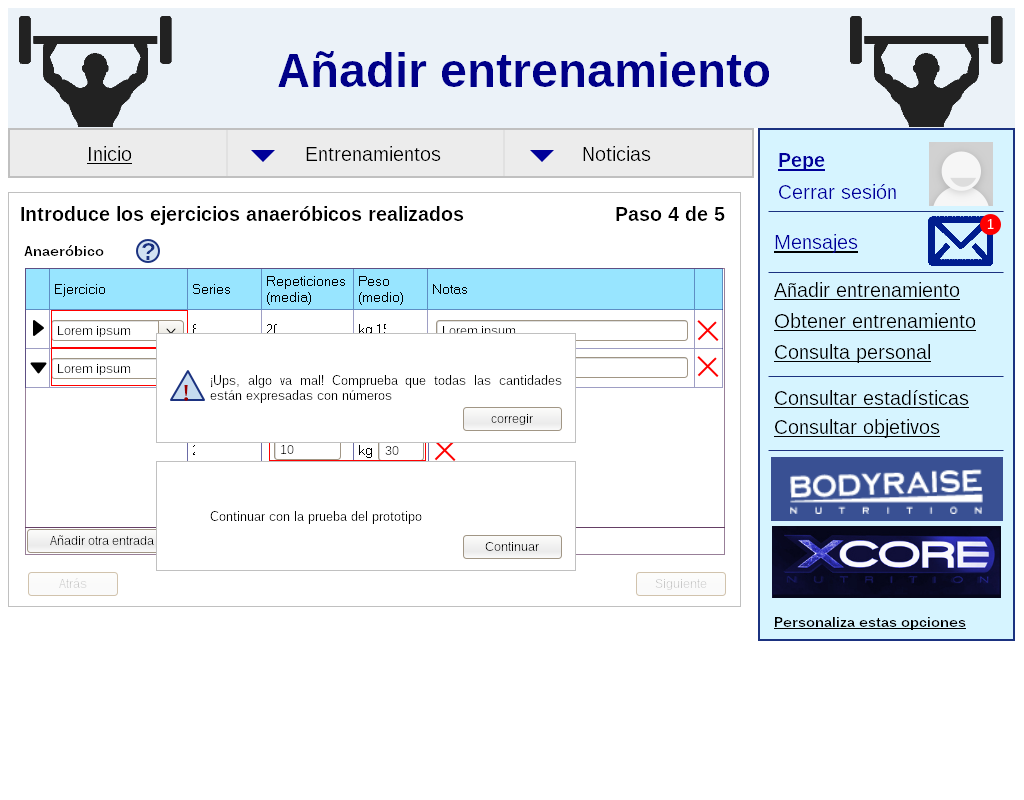 Añadir entrenamiento
Inicio
Entrenamientos
Noticias
Pepe
Cerrar sesión
Mensajes
1
Añadir entrenamiento
Obtener entrenamiento
Consulta personal
Consultar estadísticas
Consultar objetivos
BODYRAISE
NUTRITION
XCORE
NUTRITION
Personaliza estas opciones
Introduce los ejercicios anaeróbicos realizados
Paso 4 de 5
Anaeróbico
?
Ejercicio
Series
Repeticiones
(media)
Peso
(medio)
Notas
Lorem ipsum
kg
Lorem ipsum
Lorem ipsum
¡Ups, algo va mal! Comprueba que todas las cantidades
están expresadas con números
corregir
10
kg
30
Continuar con la prueba del prototipo
Continuar
Añadir otra entrada
Atrás
Siguiente